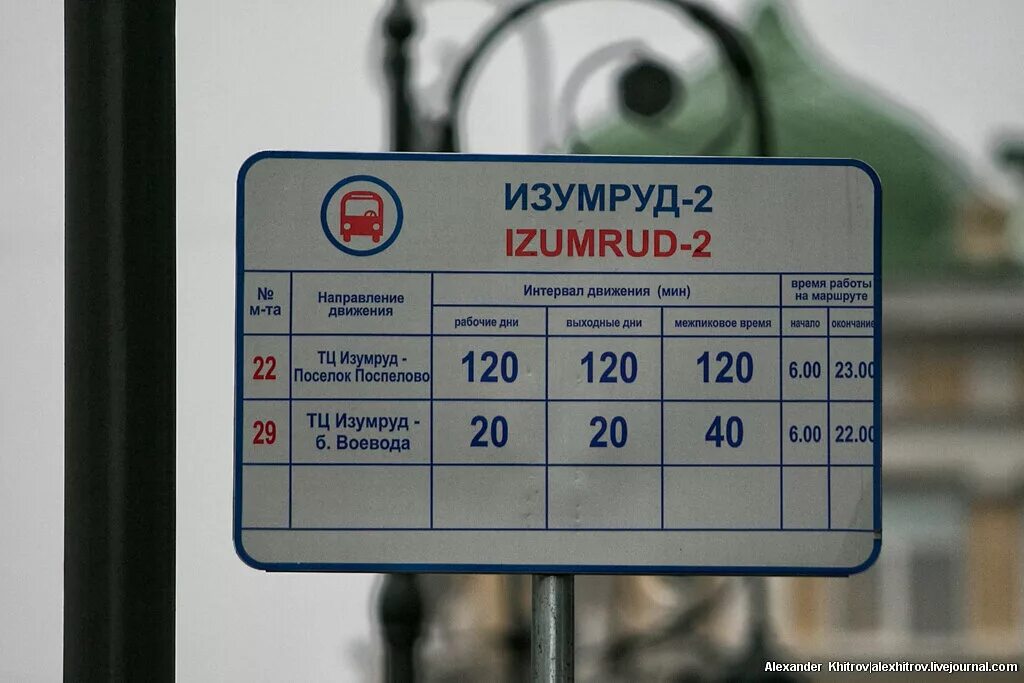 ИЗУМРУД-2
IZUMRUD-2
№ м-та
Направление движения
Интервал движения (мин)
время работы на маршруте
рабочие дни
выходные дни
межпиковое время
начало
окончание
22
ТЦ Изумруд -
Поселок Поспелово
120
120
120
6.00
23.00
29
ТЦ Изумруд -
б. Воевода
20
20
40
6.00
22.00
Alexander Khitrov|alexhitrov.livejournal.com